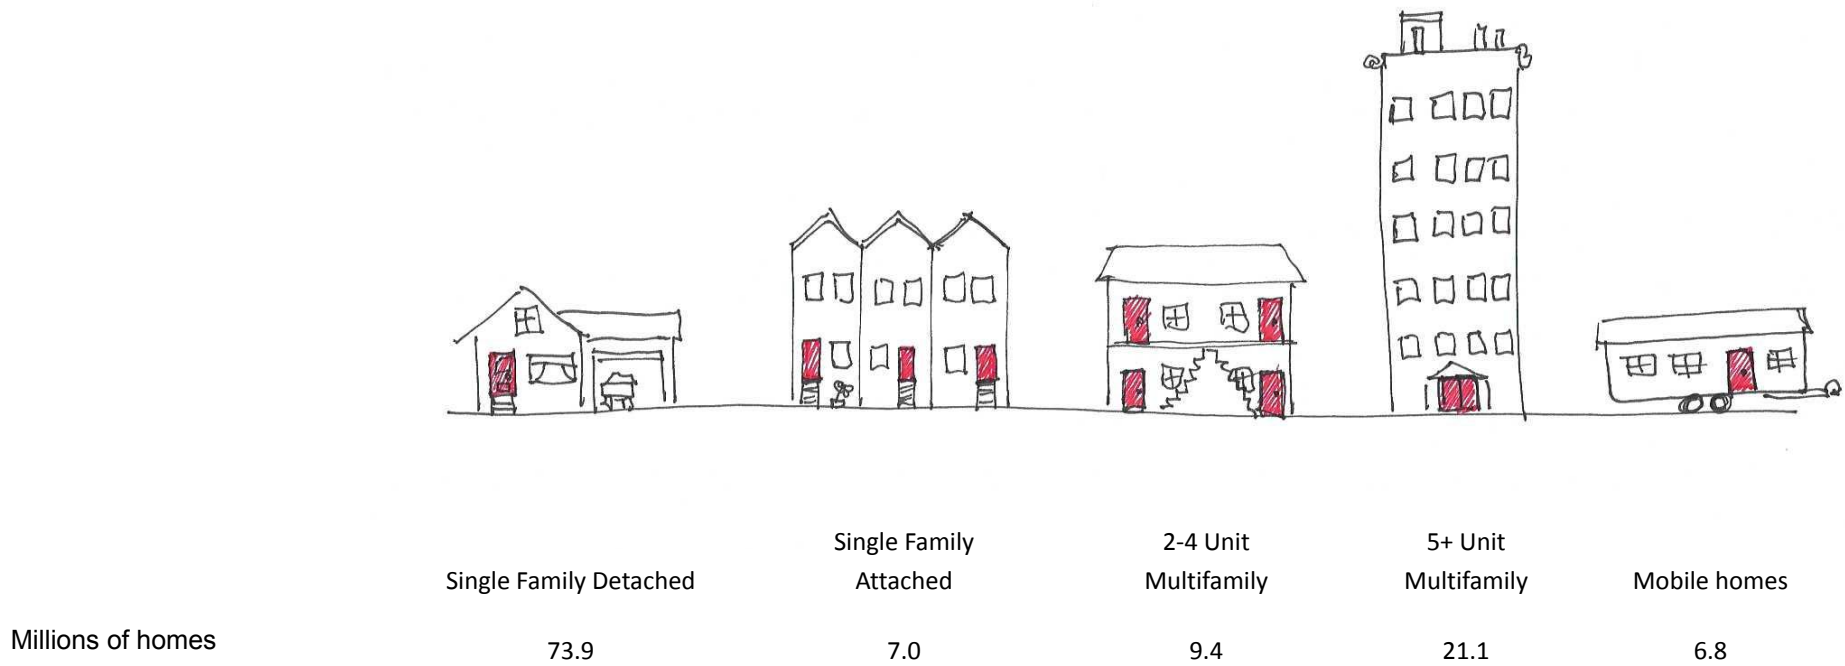 Single Family 2-4 Unit 5+ Unit
Single Family Detached Attached Multifamily Multifamily Mobile homes
Millions of homes 73.9 7.0 9.4 21.1 6.8